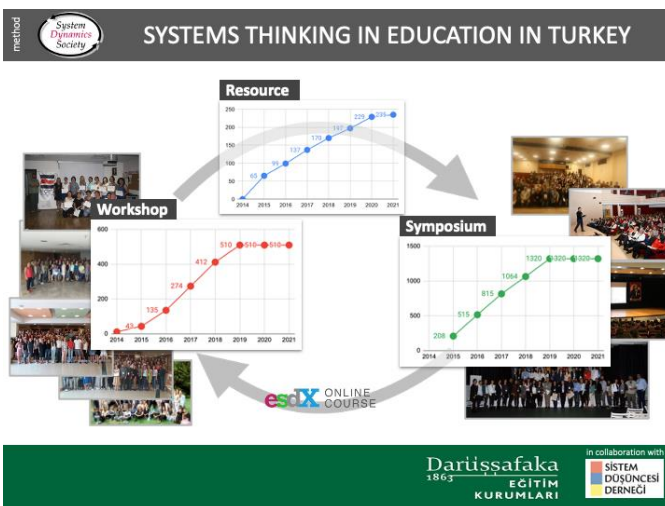 method
System
Dynamics
Society
SYSTEMS THINKING IN EDUCATION IN TURKEY
Resource
250
200
150
100
50
0
65
95
137
170
197
229
235
2014 2015 2016 2017 2018 2019 2020 2021
Workshop
600
400
200
0
43
135
274
412
510
510
510
2014 2015 2016 2017 2018 2019 2020 2021
Symposium
1500
1000
500
0
208
515
815
1064
1320
1320
1320
2014 2015 2016 2017 2018 2019 2020 2021
esdX ONLINE
COURSE
Darüşşafaka
1863 EĞİTİM
KURUMLARI
in collaboration with
SİSTEM
DÜŞÜNCESİ
DERNEĞİ